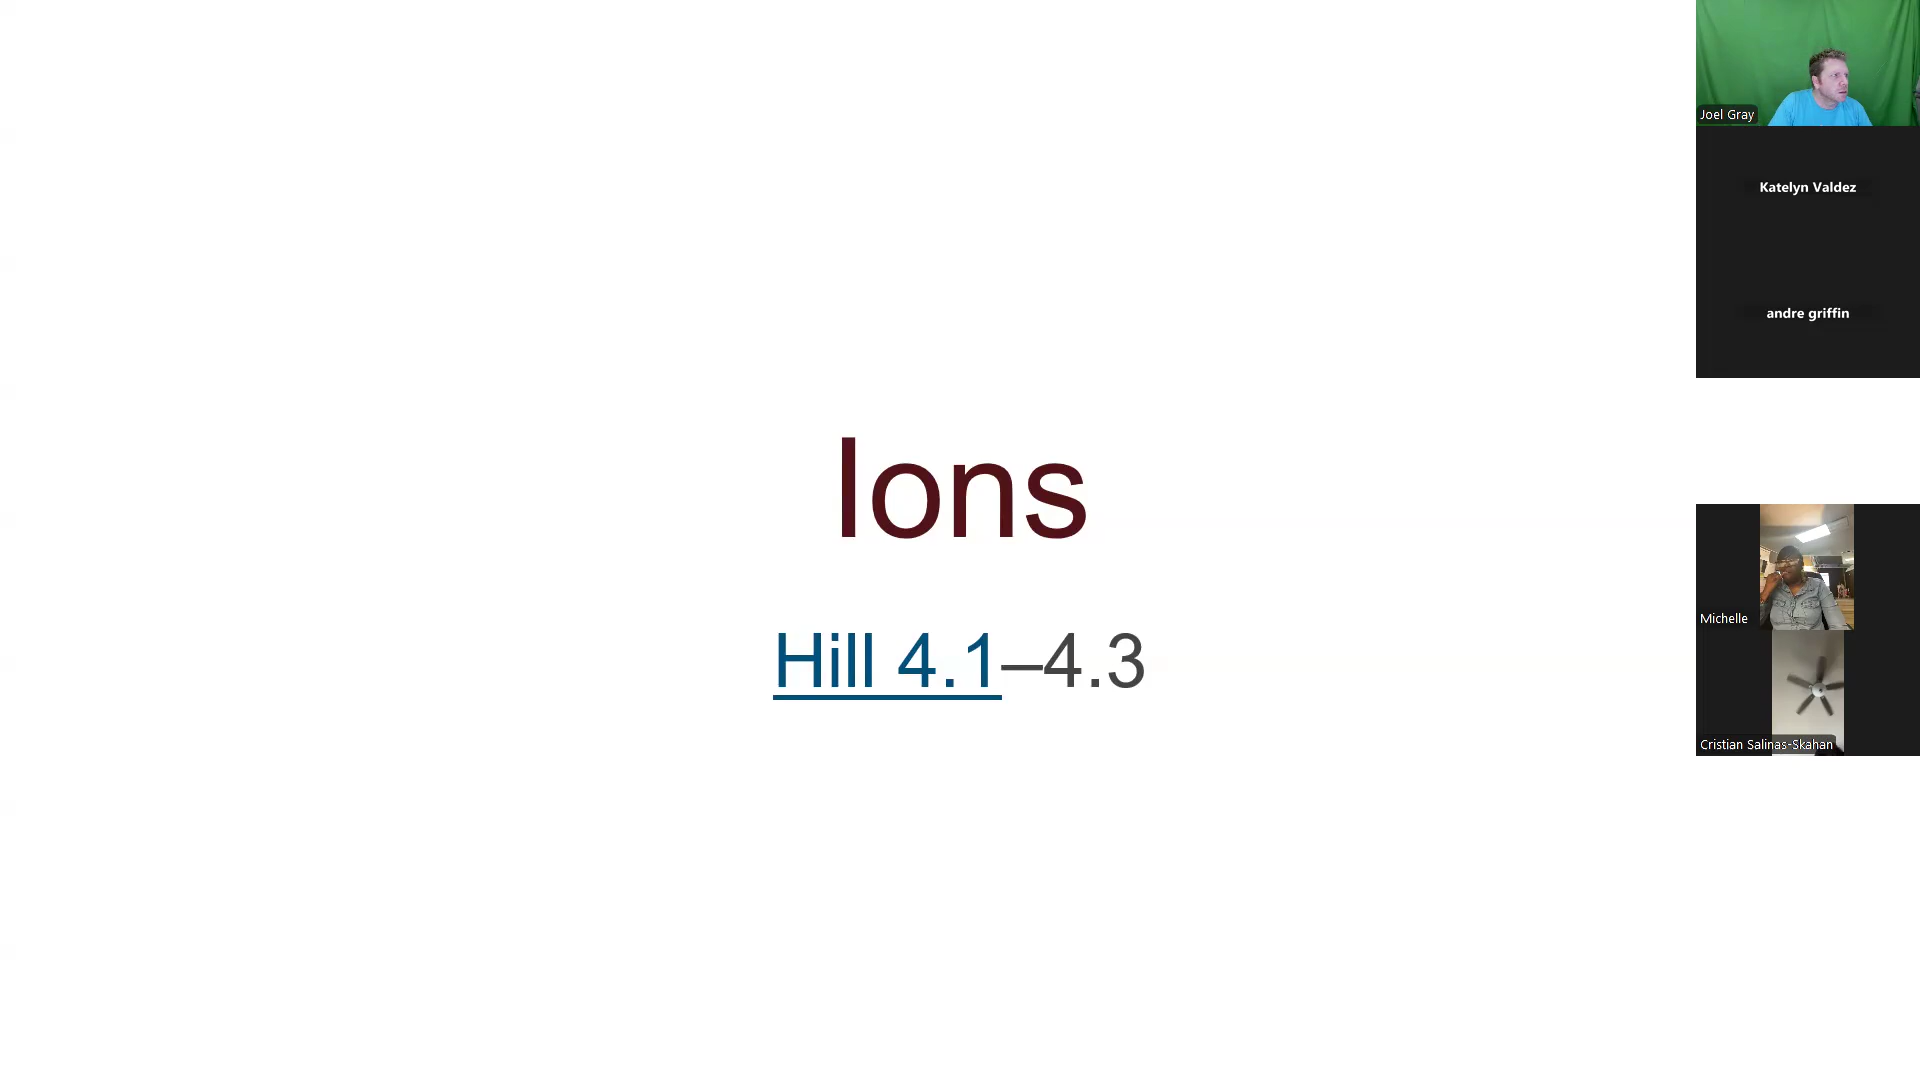 Joel Gray
Katelyn Valdez
andre griffin
Ions
Hill 4.1–4.3
Michelle
Cristian Salinas-Skahan